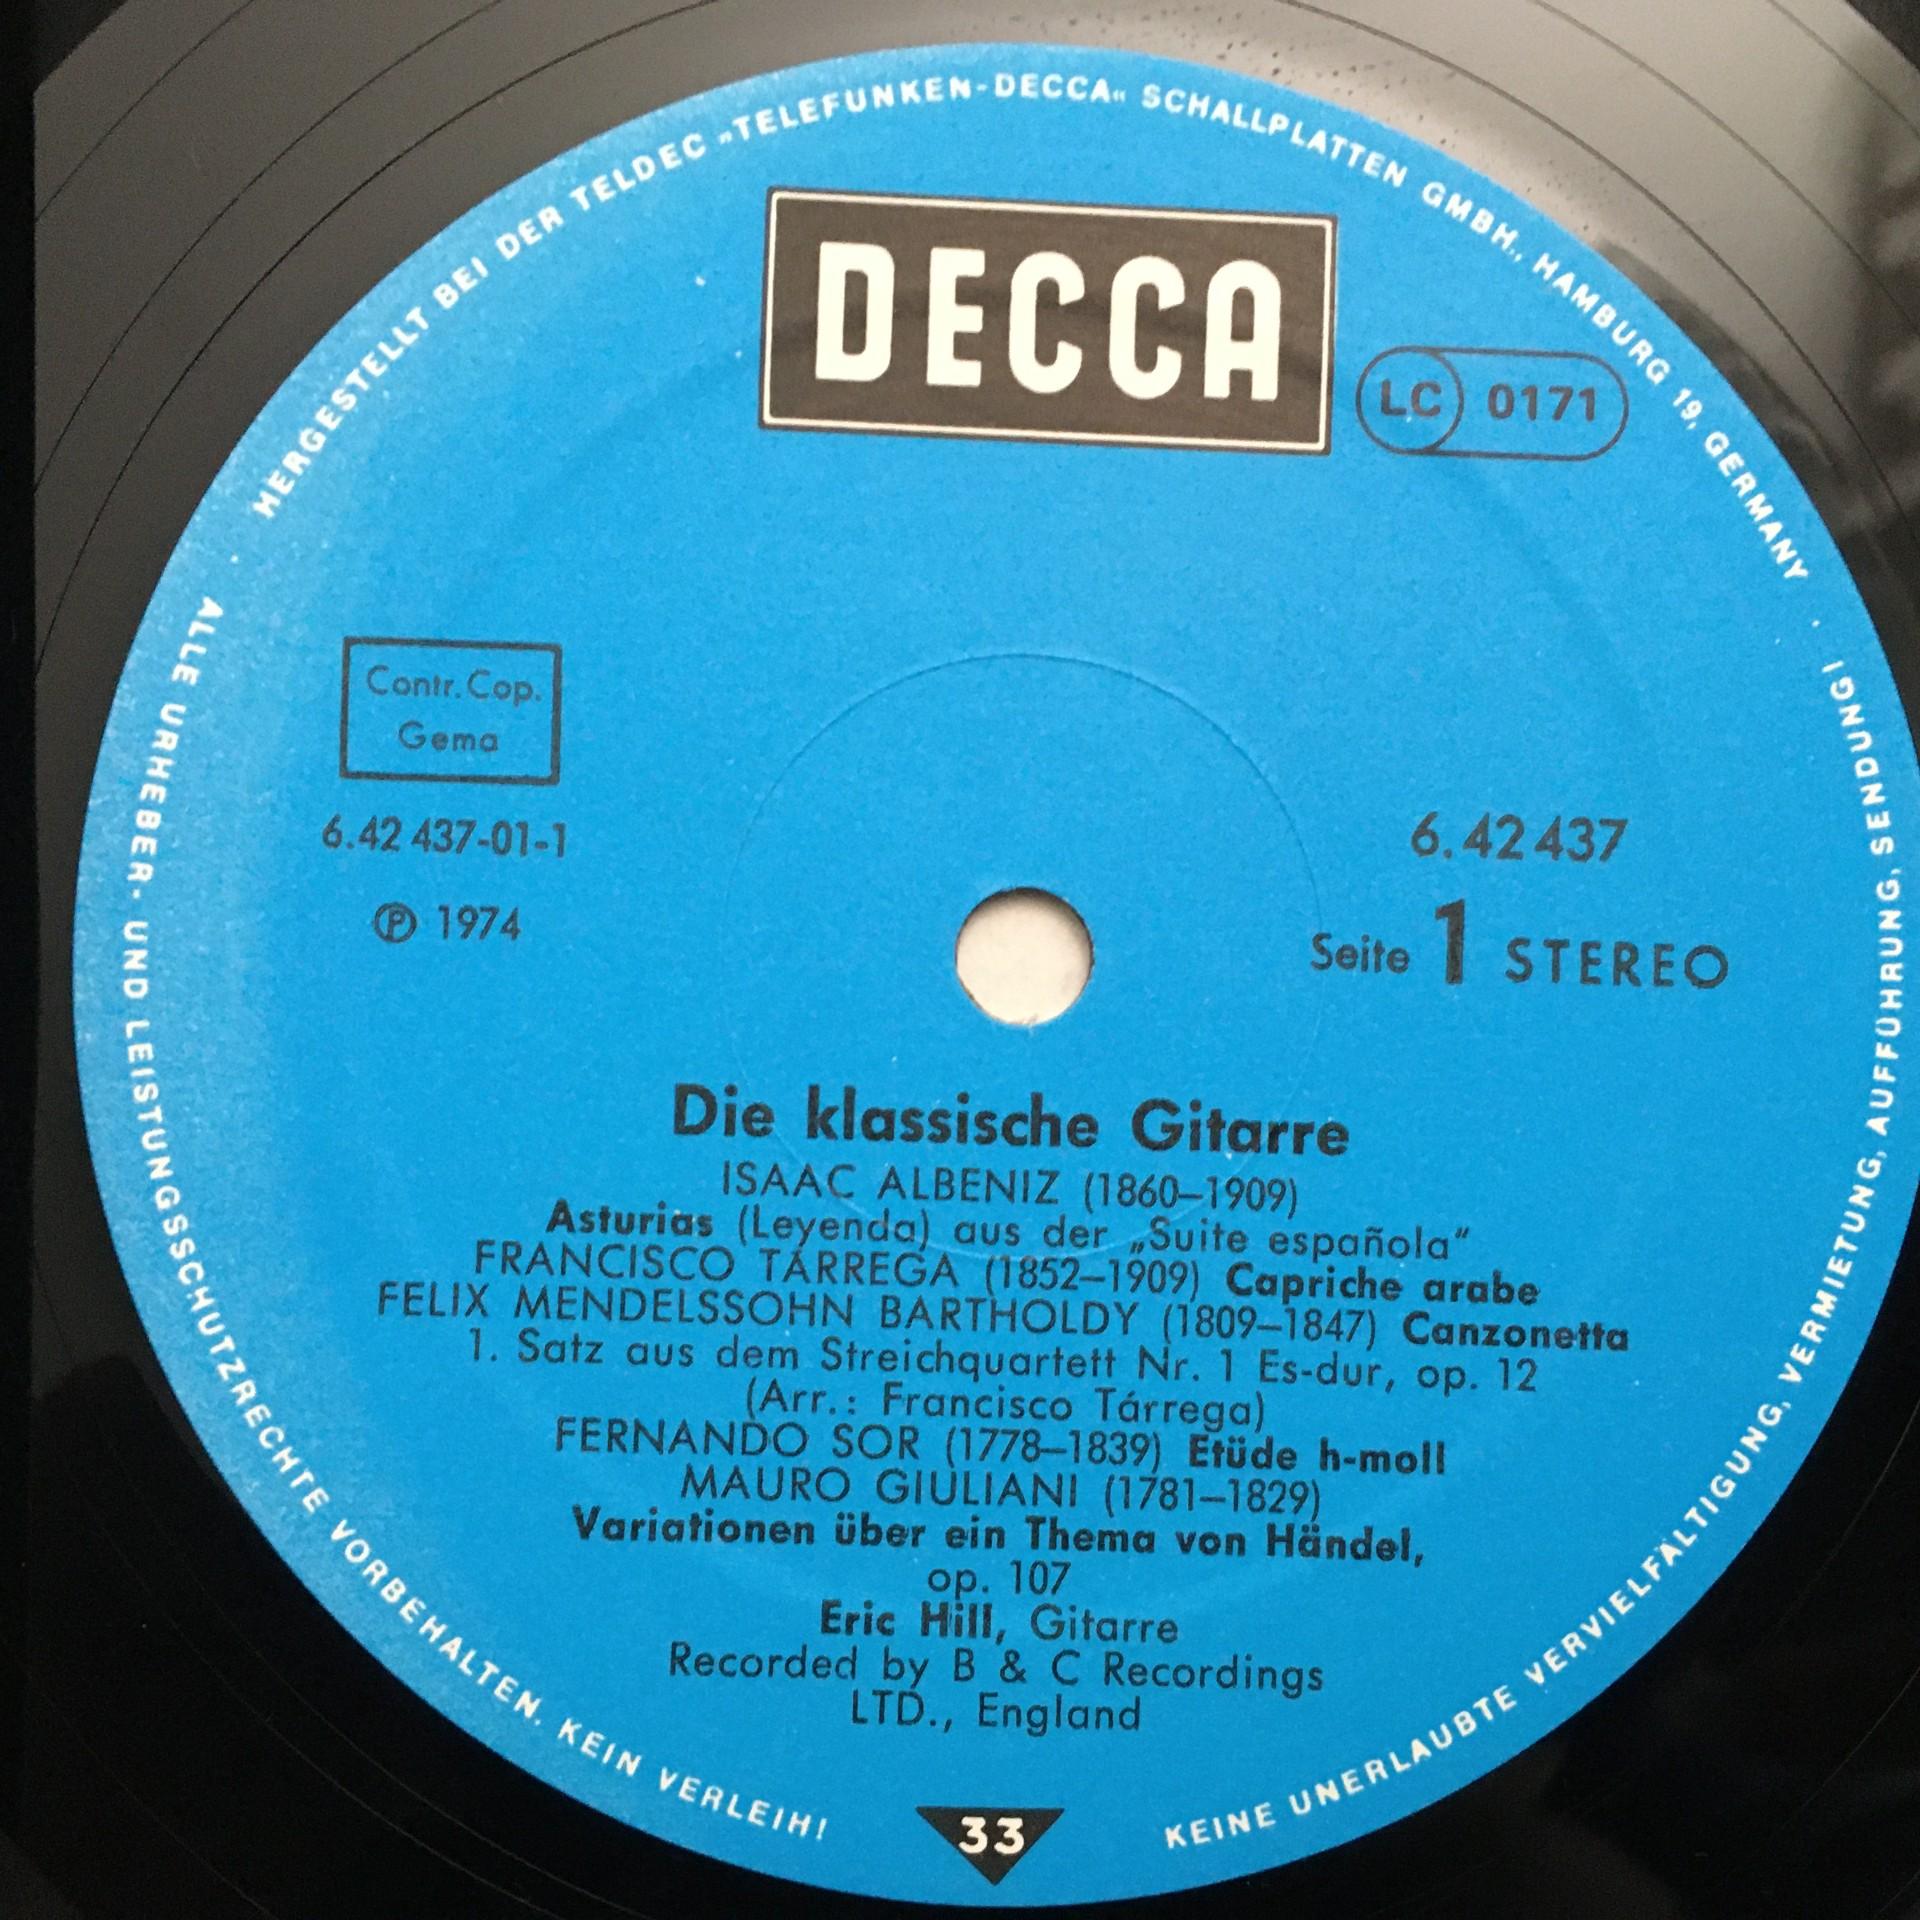 HERGESTELLT BEI DER TELDEC „TELEFUNKEN-DECCA“ SCHALLPLATTEN GMBH., HAMBURG 19, GERMANY
DECCA
LC 0171
Contr. Cop.
Gema
6.42 437-01-1
Ⓟ 1974
6.42 437
Seite 1 STEREO
Die klassische Gitarre
ISAAC ALBENIZ (1860–1909)
Asturias (Leyenda) aus der „Suite española“
FRANCISCO TÁRREGA (1852–1909) Capriche arabe
FELIX MENDELSSOHN BARTHOLDY (1809–1847) Canzonetta
1. Satz aus dem Streichquartett Nr. 1 Es-dur, op. 12
(Arr.: Francisco Tárrega)
FERNANDO SOR (1778–1839) Etüde h-moll
MAURO GIULIANI (1781–1829)
Variationen über ein Thema von Händel,
op. 107
Eric Hill, Gitarre
Recorded by B & C Recordings
LTD., England
33
ALLE URHEBER- UND LEISTUNGSSCHUTZRECHTE VORBEHALTEN. KEIN VERLEIH!
KEINE UNERLAUBTE VERVIELFÄLTIGUNG, VERMIETUNG, AUFFÜHRUNG, SENDUNG!